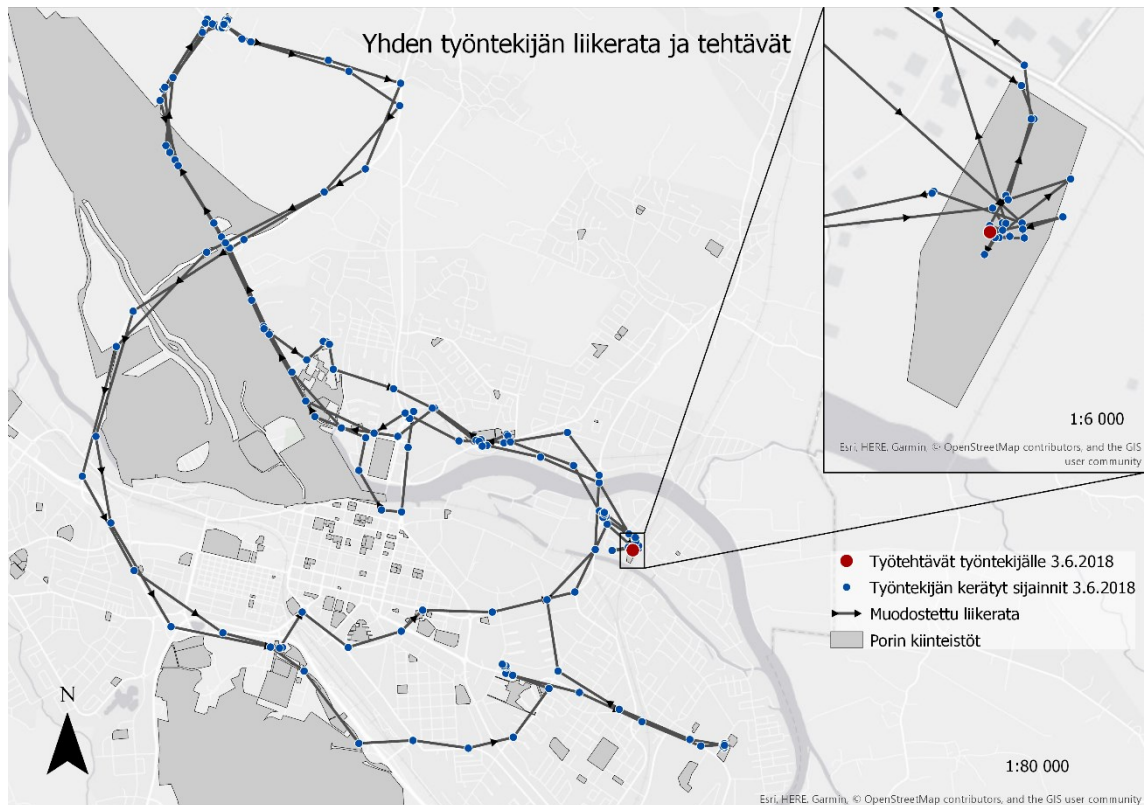 Yhden työntekijän liikerata ja tehtävät
1:6 000
Esri, HERE, Garmin, © OpenStreetMap contributors, and the GIS
user community
Työtehtävät työntekijälle 3.6.2018
Työntekijän kerätyt sijainnit 3.6.2018
Muodostettu liikerata
Porin kiinteistöt
N
1:80 000
Esri, HERE, Garmin, © OpenStreetMap contributors, and the GIS user community